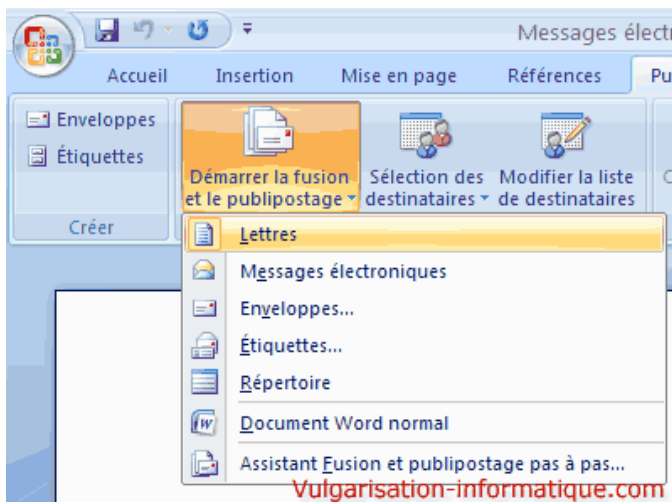 Messages électr
Accueil Insertion Mise en page Références Pu
Enveloppes
Étiquettes
Créer
Démarrer la fusion
et le publipostage
Sélection des
destinataires
Modifier la liste
de destinataires
Lettres
Messages électroniques
Enveloppes...
Étiquettes...
Répertoire
Document Word normal
Assistant Fusion et publipostage pas à pas...
Vulgarisation-informatique.com